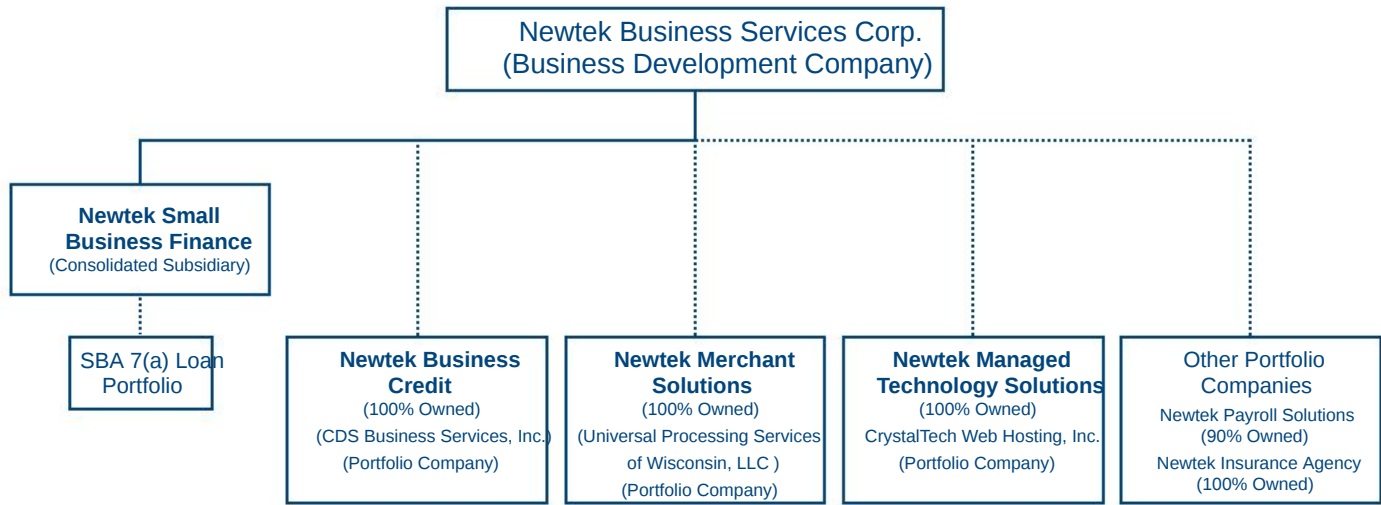 Newtek Business Services Corp.
(Business Development Company)
Newtek Small
Business Finance
(Consolidated Subsidiary)
SBA 7(a) Loan
Portfolio
Newtek Business
Credit
(100% Owned)
(CDS Business Services, Inc.)
(Portfolio Company)
Newtek Merchant
Solutions
(100% Owned)
(Universal Processing Services
of Wisconsin, LLC )
(Portfolio Company)
Newtek Managed
Technology Solutions
(100% Owned)
CrystalTech Web Hosting, Inc.
(Portfolio Company)
Other Portfolio
Companies
Newtek Payroll Solutions
(90% Owned)
Newtek Insurance Agency
(100% Owned)